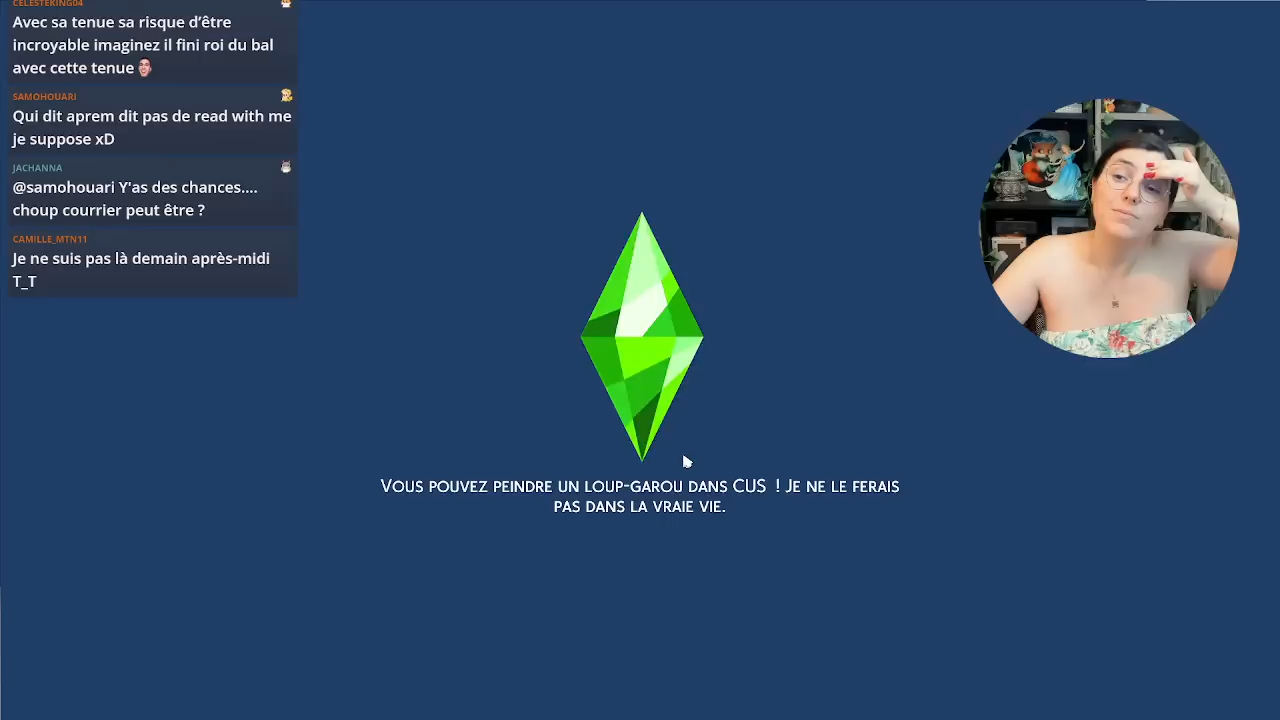 CELESTEKING04
Avec sa tenue sa risque d’être
incroyable imaginez il fini roi du bal
avec cette tenue
SAMOHOUARI
Qui dit aprem dit pas de read with me
je suppose xD
JACHANNA
@samohouari Y'as des chances....
choup courrier peut être ?
CAMILLE_MTN11
Je ne suis pas là demain après-midi
T_T
Vous pouvez peindre un loup-garou dans CUS ! Je ne le ferais
pas dans la vraie vie.